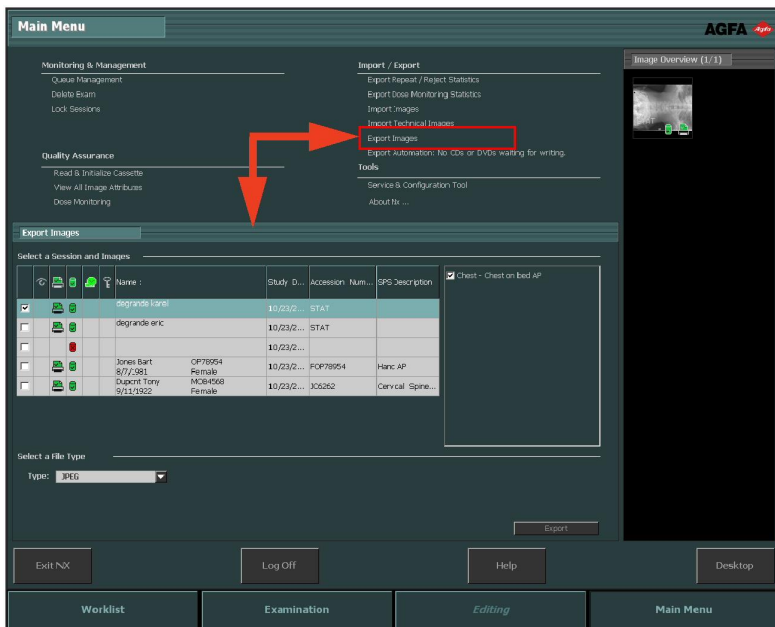 Main Menu
AGFA
Agfa
Monitoring & Management
Queue Management
Delete Exam
Lock Sessions
Quality Assurance
Read & Initialize Cassette
View All Image Attributes
Dose Monitoring
Import / Export
Export Repeat / Reject Statistics
Export Dose Monitoring Statistics
Import Images
Import Technical Images
Export Images
Export Automation: No CDs or DVDs waiting for writing.
Tools
Service & Configuration Tool
About Nx ...
Image Overview (1/1)
Export Images
Select a Session and Images
Name : Study D... Accession Num... SPS Description
degrande karel 10/23/2... STAT
degrande eric 10/23/2... STAT
10/23/2...
Jones Bart OP78954 10/23/2... FOP78954 Hand AP
8/7/1981 Female
Dupont Tony MO84568 10/23/2... JO6262 Cervical Spine...
9/11/1922 Female
Chest - Chest on bed AP
Select a File Type
Type: JPEG
Export
Exit NX
Log Off
Help
Desktop
Worklist
Examination
Editing
Main Menu